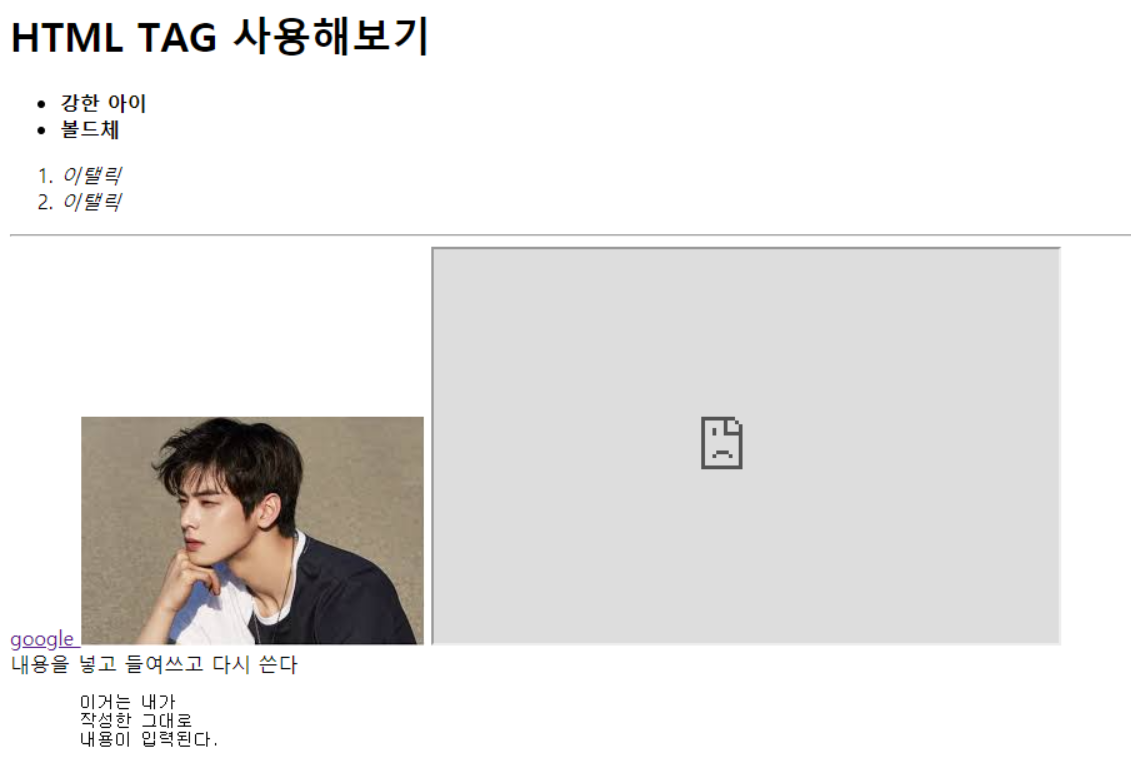 HTML TAG 사용해보기
• 강한 아이
• 볼드체
1. 이탤릭
2. 이탤릭
google
내용을 넣고 들여쓰고 다시 쓴다
이거는 내가
작성한 그대로
내용이 입력된다.